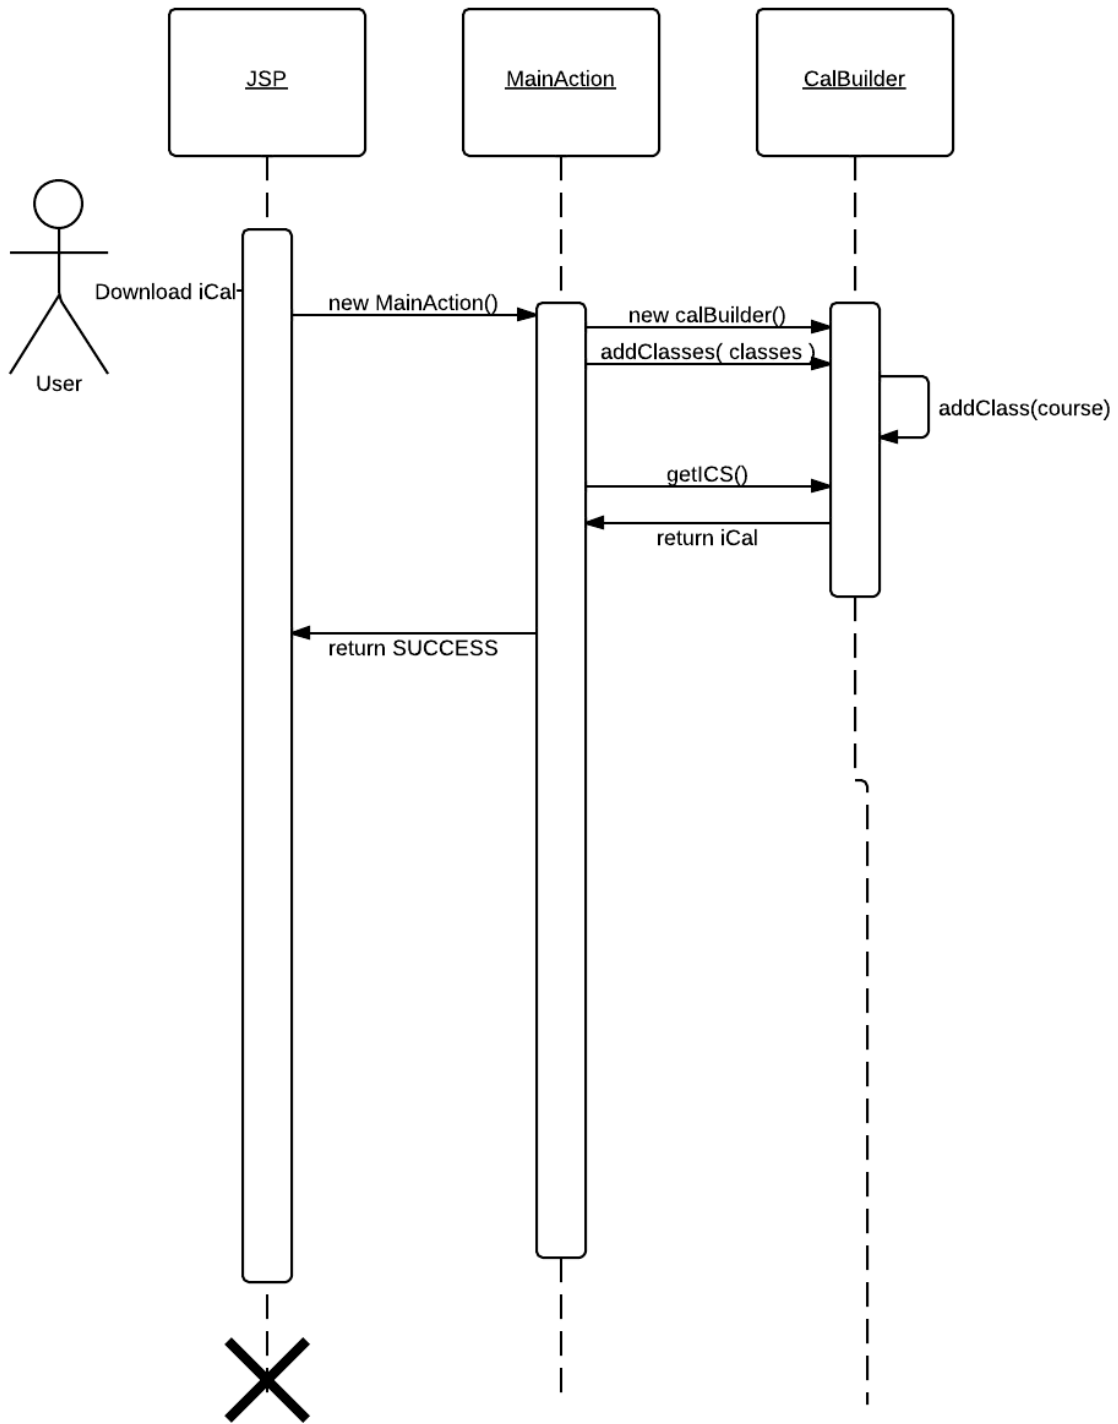 JSP
MainAction
CalBuilder
Download iCal
new MainAction()
new calBuilder()
addClasses( classes )
User
addClass(course)
getICS()
return iCal
return SUCCESS